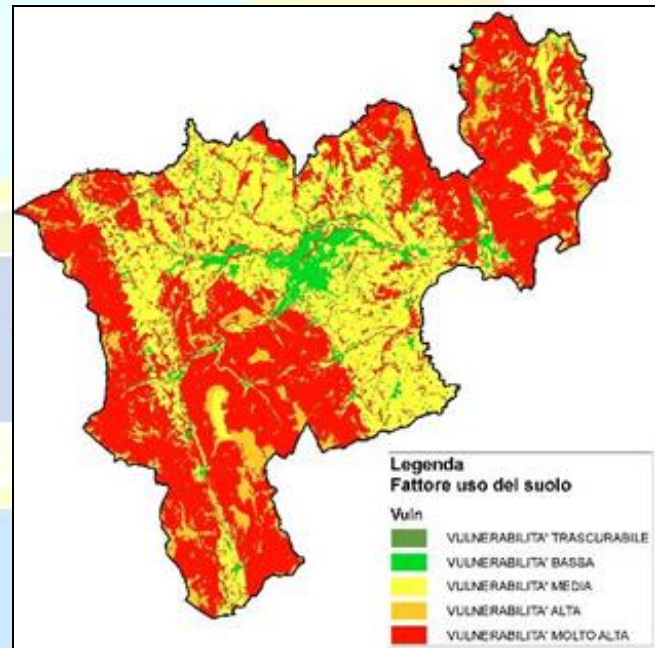 Legenda
Fattore uso del suolo
Vuln
VULNERABILITA' TRASCURABILE
VULNERABILITA' BASSA
VULNERABILITA' MEDIA
VULNERABILITA' ALTA
VULNERABILITA' MOLTO ALTA